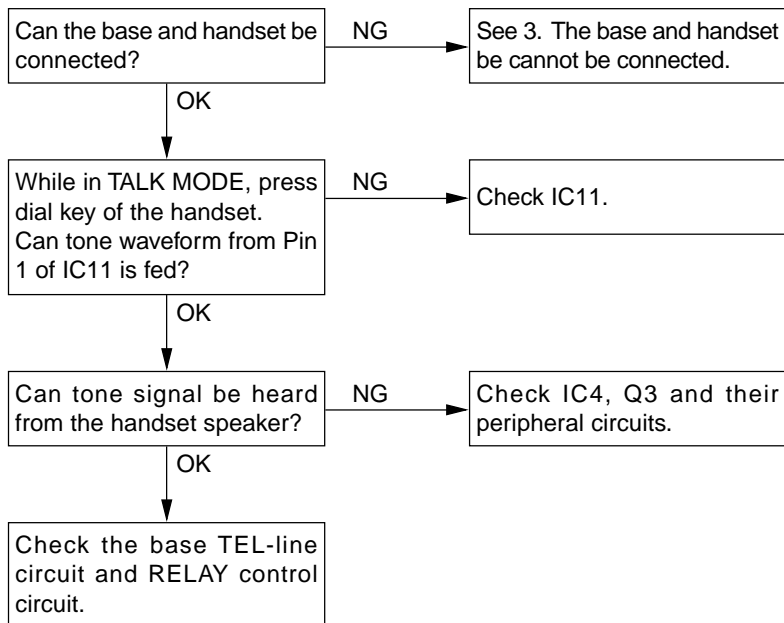 Can the base and handset be
connected?
NG
See 3. The base and handset
be cannot be connected.
OK
While in TALK MODE, press
dial key of the handset.
Can tone waveform from Pin
1 of IC11 is fed?
NG
Check IC11.
OK
Can tone signal be heard
from the handset speaker?
NG
Check IC4, Q3 and their
peripheral circuits.
OK
Check the base TEL-line
circuit and RELAY control
circuit.